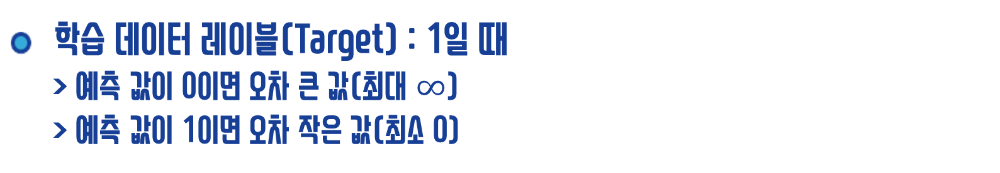 학습 데이터 레이블(Target) : 1일 때
> 예측 값이 0이면 오차 큰 값(최대 ∞)
> 예측 값이 1이면 오차 작은 값(최소 0)